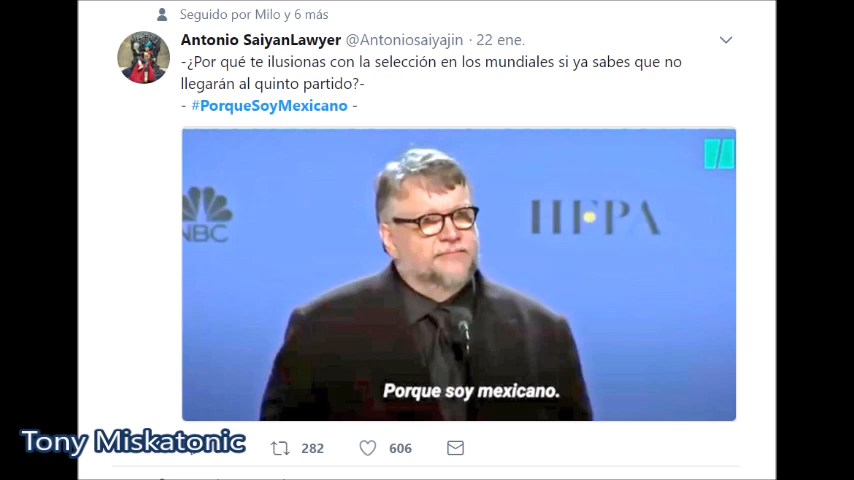 Seguido por Milo y 6 más
Antonio SaiyanLawyer @Antoniosaiyajin · 22 ene.
-¿Por qué te ilusionas con la selección en los mundiales si ya sabes que no
llegarán al quinto partido?-
- #PorqueSoyMexicano -
NBC
HFPA
Porque soy mexicano.
Tony Miskatonic
282
606